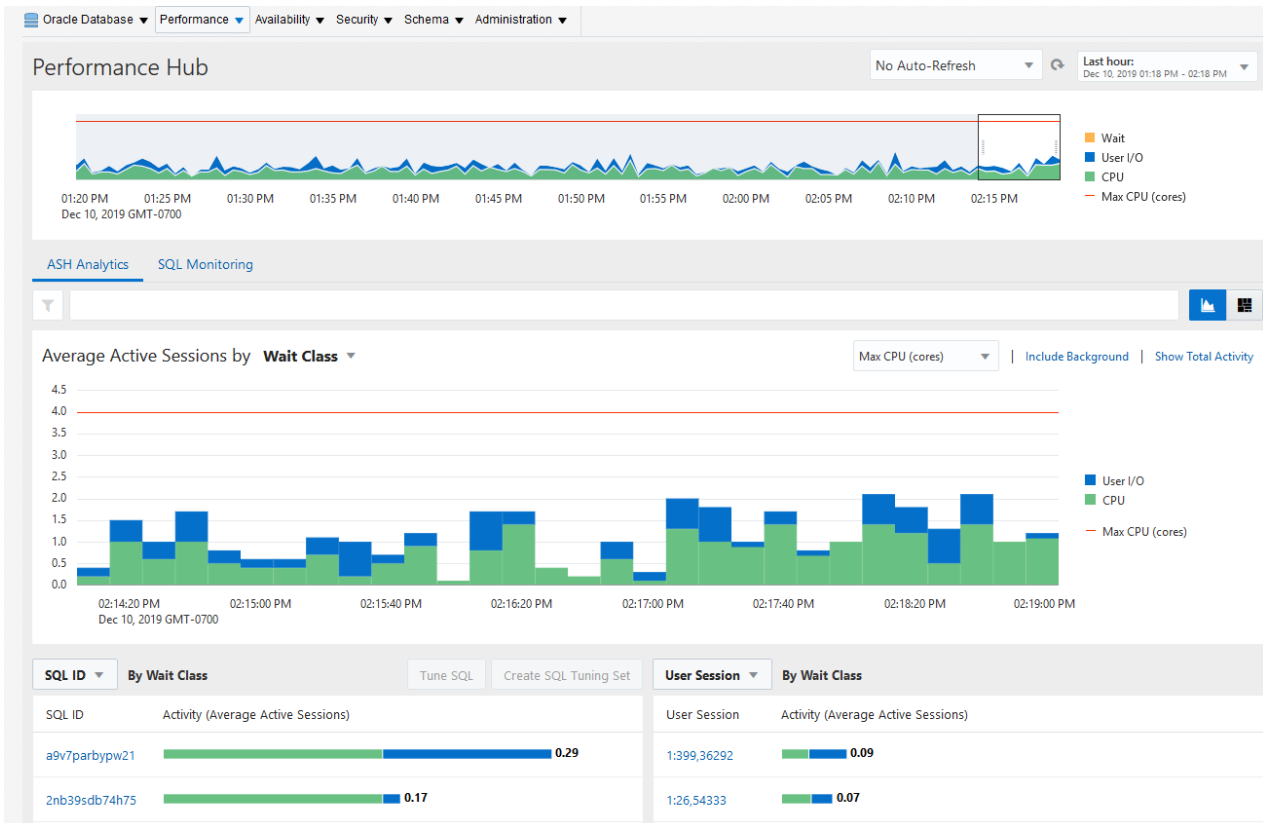 Oracle Database Performance Availability Security Schema Administration
Performance Hub
No Auto-Refresh
Last hour:
Dec 10, 2019 01:18 PM - 02:18 PM
Wait
User I/O
CPU
Max CPU (cores)
01:20 PM 01:25 PM 01:30 PM 01:35 PM 01:40 PM 01:45 PM 01:50 PM 01:55 PM 02:00 PM 02:05 PM 02:10 PM 02:15 PM
Dec 10, 2019 GMT-0700
ASH Analytics SQL Monitoring
Average Active Sessions by Wait Class
Max CPU (cores) | Include Background | Show Total Activity
4.5
4.0
3.5
3.0
2.5
2.0
1.5
1.0
0.5
0.0
User I/O
CPU
Max CPU (cores)
02:14:20 PM 02:15:00 PM 02:15:40 PM 02:16:20 PM 02:17:00 PM 02:17:40 PM 02:18:20 PM 02:19:00 PM
Dec 10, 2019 GMT-0700
SQL ID By Wait Class Tune SQL Create SQL Tuning Set
SQL ID Activity (Average Active Sessions)
a9v7parbypw21 0.29
2nb39sdb74h75 0.17
User Session By Wait Class
User Session Activity (Average Active Sessions)
1:399,36292 0.09
1:26,54333 0.07